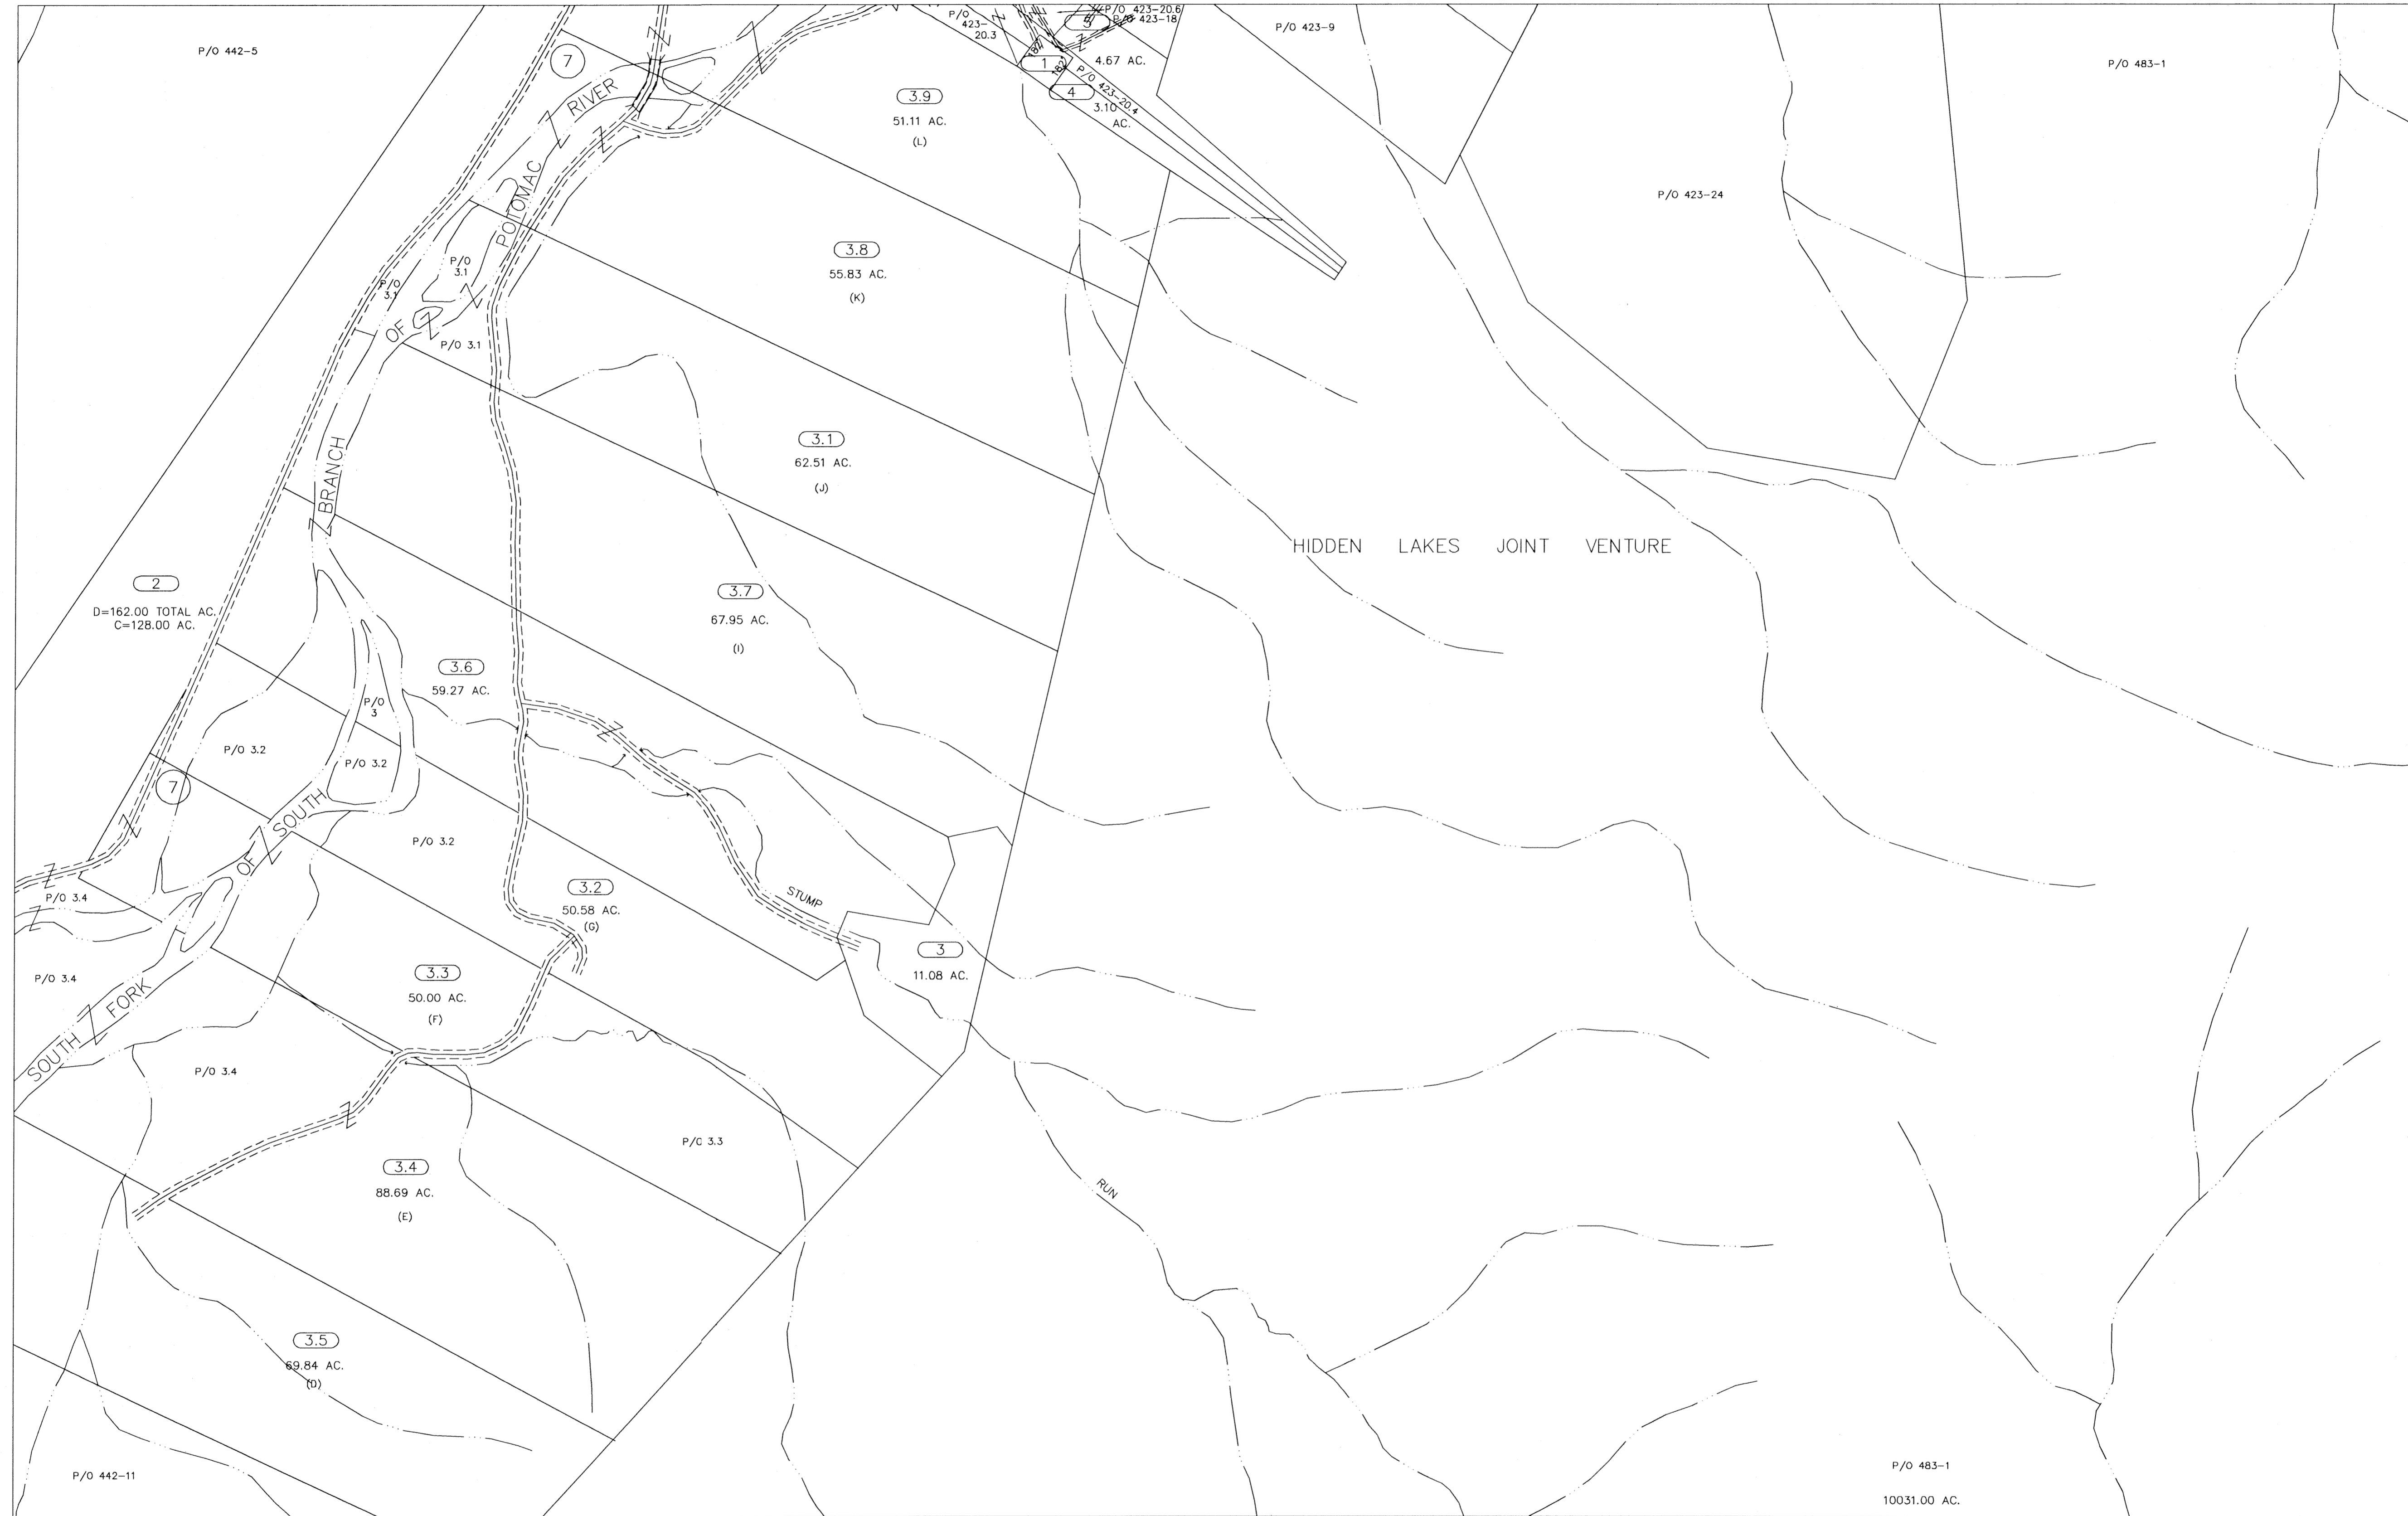 P/O 442-5
7
P/O
423-
20.3
P/O 423-20.6
P/O 423-18
5
P/O 423-9
P/O 483-1
1
182
4.67 AC.
P/O 423-20.4
4
3.10
AC.
3.9
51.11 AC.
(L)
P/O 423-24
3.8
55.83 AC.
(K)
P/O
3.1
P/O
3.1
P/O 3.1
SOUTH FORK OF SOUTH BRANCH OF POTOMAC RIVER
3.1
62.51 AC.
(J)
HIDDEN LAKES JOINT VENTURE
2
D=162.00 TOTAL AC.
C=128.00 AC.
3.7
67.95 AC.
(I)
3.6
59.27 AC.
P/O
3
P/O 3.2
P/O 3.2
7
P/O 3.2
3.2
50.58 AC.
(G)
STUMP
RUN
P/O 3.4
3
11.08 AC.
P/O 3.4
3.3
50.00 AC.
(F)
P/O 3.4
P/O 3.3
3.4
88.69 AC.
(E)
3.5
69.84 AC.
(D)
P/O 442-11
P/O 483-1
10031.00 AC.